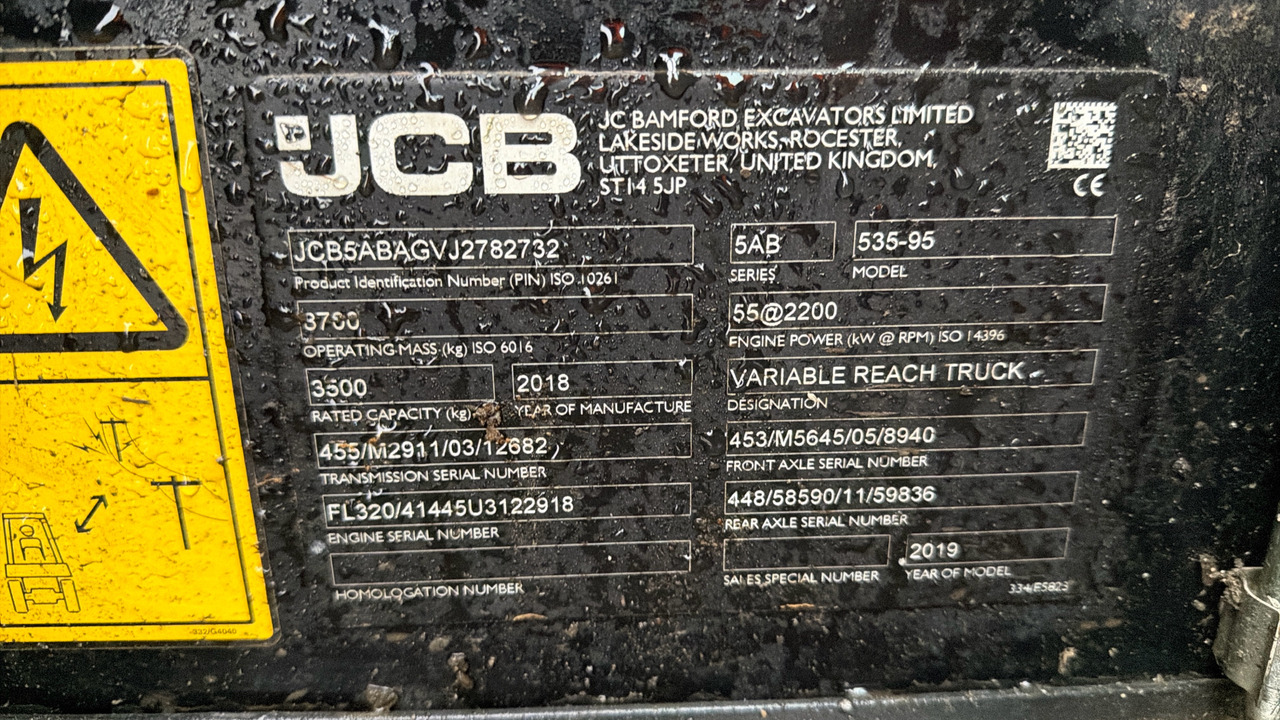 JCB
JC BAMFORD EXCAVATORS LIMITED
LAKESIDE WORKS, ROCESTER,
UTTOXETER, UNITED KINGDOM,
ST14 5JP
CE
JCB5ABAGVJ2782732
Product Identification Number (PIN) ISO 10261
5AB
SERIES
535-95
MODEL
OPERATING MASS (kg) ISO 6016
55@2200
ENGINE POWER (kW @ RPM) ISO 14396
3500
RATED CAPACITY (kg)
2018
YEAR OF MANUFACTURE
VARIABLE REACH TRUCK
DESIGNATION
455/M2911/03/12682
TRANSMISSION SERIAL NUMBER
453/M5645/05/8940
FRONT AXLE SERIAL NUMBER
FL320/41445U3122918
ENGINE SERIAL NUMBER
448/58590/11/59836
REAR AXLE SERIAL NUMBER
HOMOLOGATION NUMBER
SALES SPECIAL NUMBER
2019
YEAR OF MODEL
332/G4040